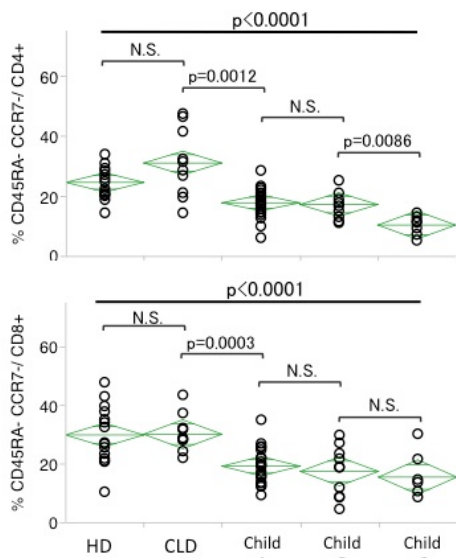 p<0.0001
N.S.
p=0.0012
N.S.
p=0.0086
60
40
20
0
% CD45RA- CCR7-/ CD4+
p<0.0001
N.S.
p=0.0003
N.S.
N.S.
60
40
20
0
% CD45RA- CCR7-/ CD8+
HD CLD Child Child Child